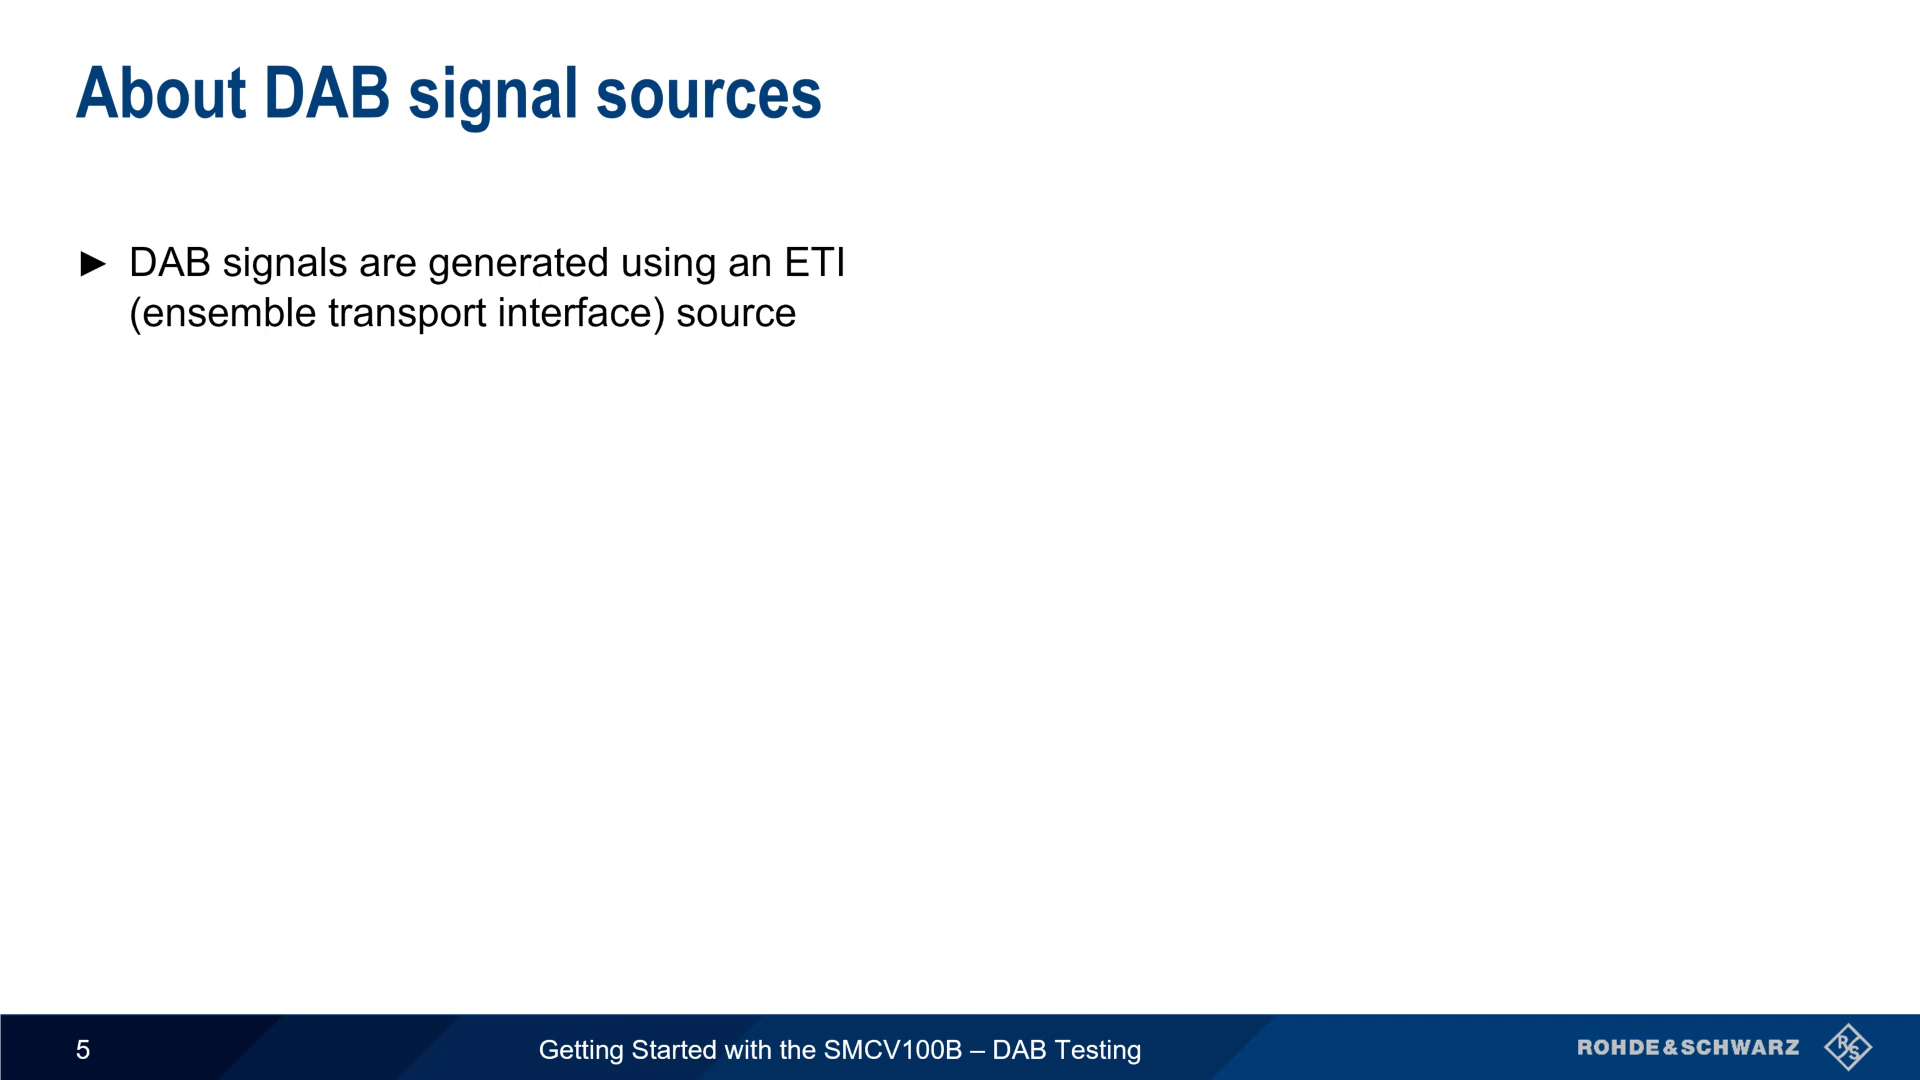 About DAB signal sources
► DAB signals are generated using an ETI
(ensemble transport interface) source
5
Getting Started with the SMCV100B – DAB Testing
ROHDE&SCHWARZ
R&S